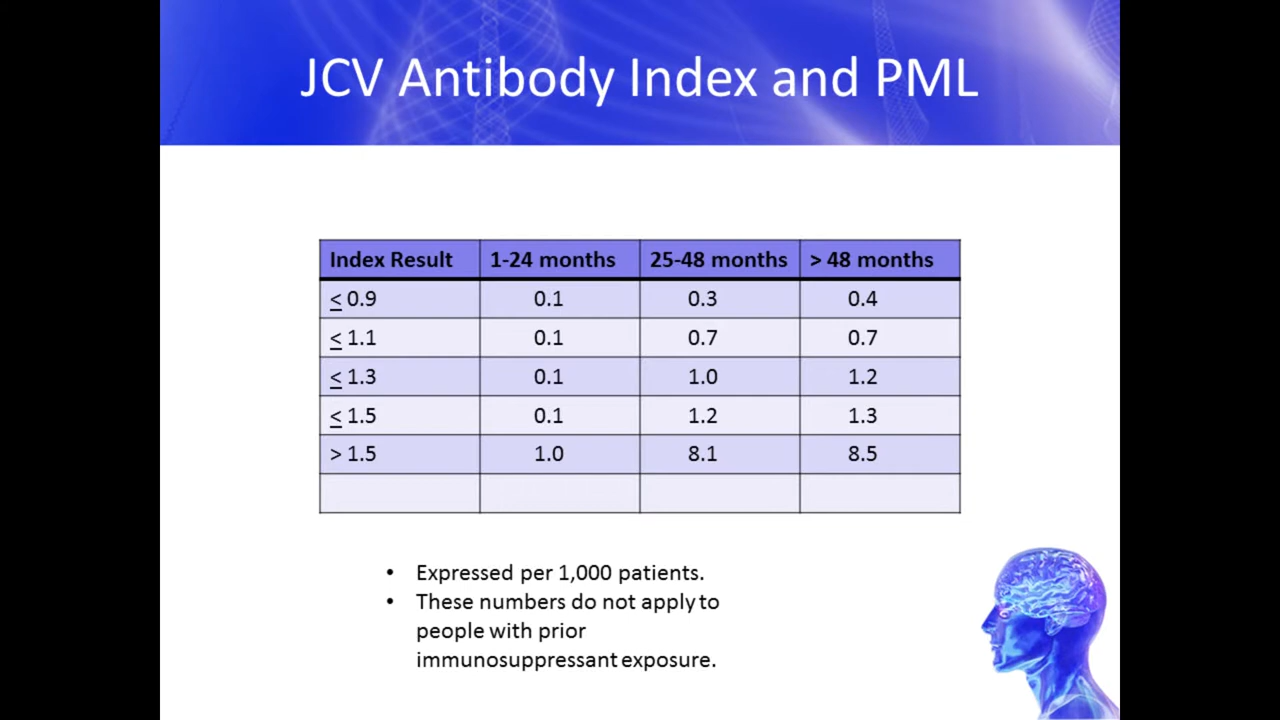 JCV Antibody Index and PML
Index Result 1-24 months 25-48 months > 48 months
≤ 0.9 0.1 0.3 0.4
≤ 1.1 0.1 0.7 0.7
≤ 1.3 0.1 1.0 1.2
≤ 1.5 0.1 1.2 1.3
> 1.5 1.0 8.1 8.5
• Expressed per 1,000 patients.
• These numbers do not apply to
people with prior
immunosuppressant exposure.